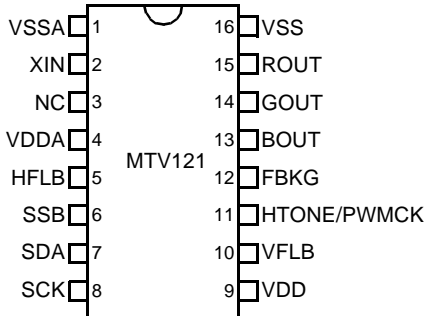 VSSA 1 16 VSS
XIN 2 15 ROUT
NC 3 14 GOUT
VDDA 4 13 BOUT
MTV121
HFLB 5 12 FBKG
SSB 6 11 HTONE/PWMCK
SDA 7 10 VFLB
SCK 8 9 VDD